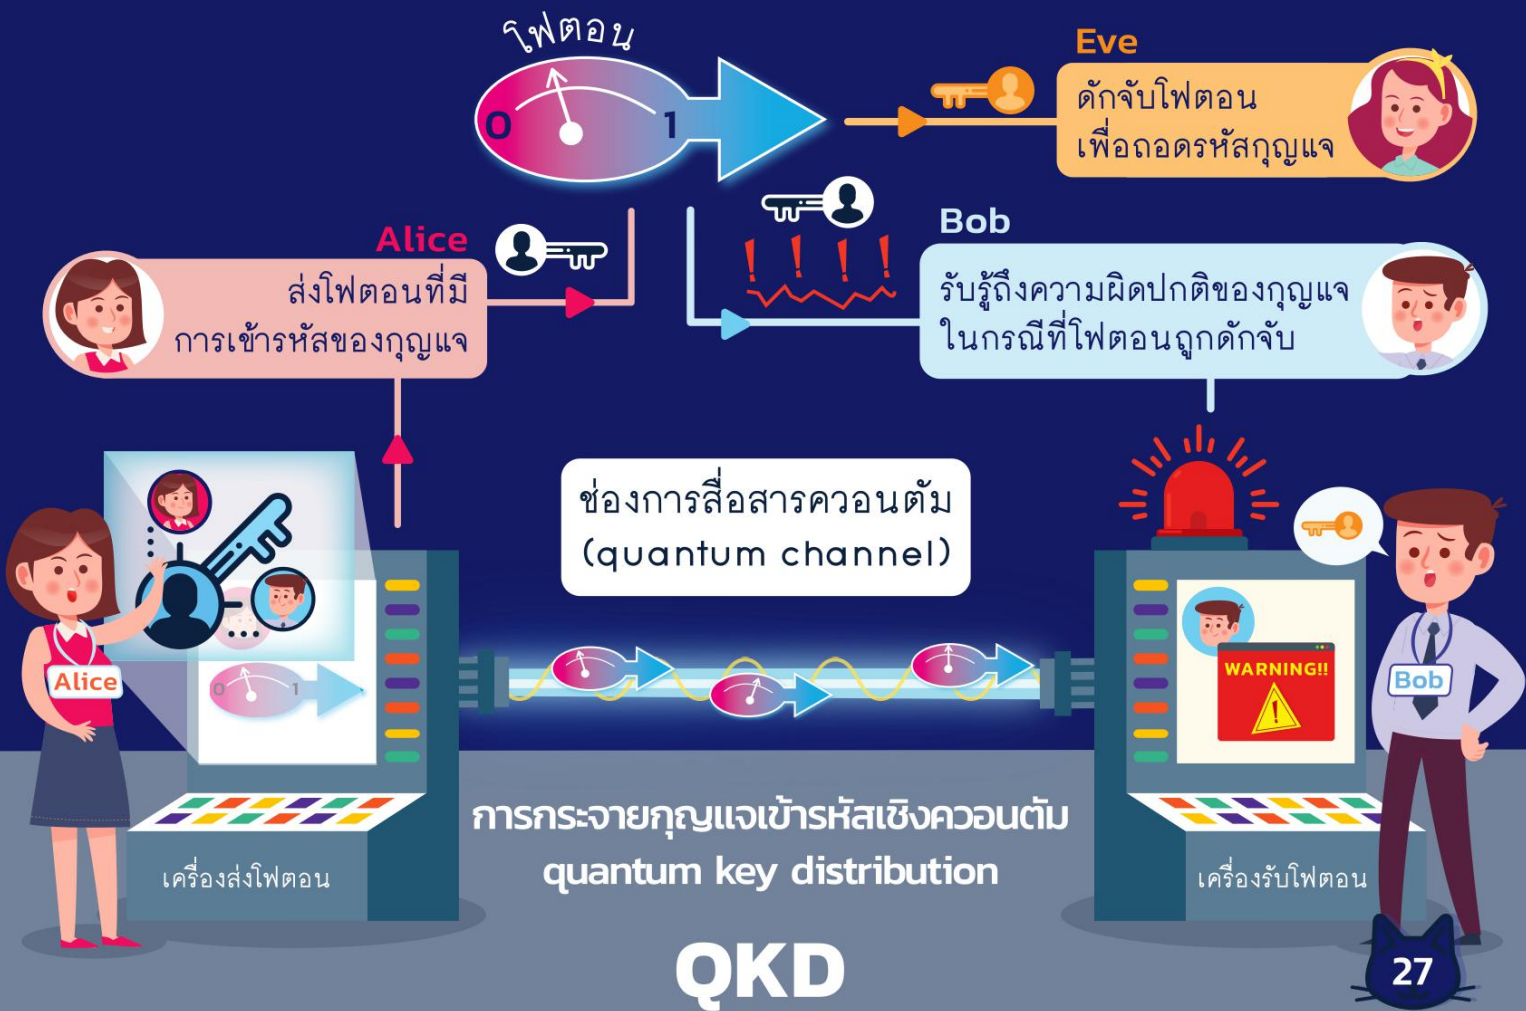 โฟตอน
0
1
Eve
ดักจับโฟตอน
เพื่อถอดรหัสกุญแจ
Alice
ส่งโฟตอนที่มี
การเข้ารหัสของกุญแจ
Bob
รับรู้ถึงความผิดปกติของกุญแจ
ในกรณีที่โฟตอนถูกดักจับ
! ! ! !
ช่องการสื่อสารควอนตัม
(quantum channel)
Alice
0
1
WARNING!!
!
Bob
การกระจายกุญแจเข้ารหัสเชิงควอนตัม
quantum key distribution
เครื่องส่งโฟตอน
เครื่องรับโฟตอน
QKD
27